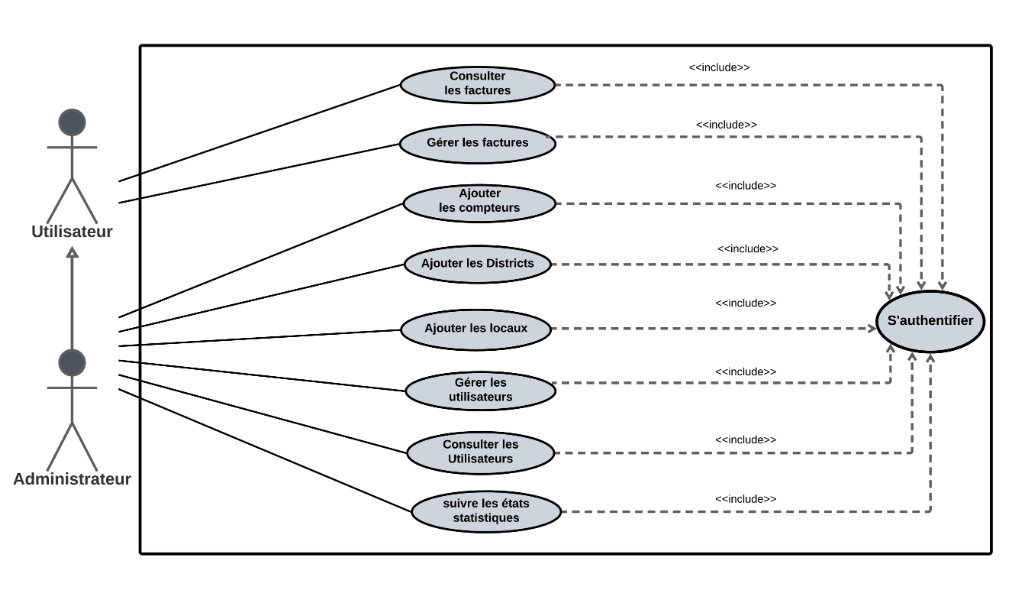 Consulter
les factures
<<include>>
Gérer les factures
<<include>>
Utilisateur
Ajouter
les compteurs
<<include>>
Ajouter les Districts
<<include>>
Ajouter les locaux
<<include>>
S'authentifier
Gérer les
utilisateurs
<<include>>
Consulter les
Utilisateurs
<<include>>
Administrateur
suivre les états
statistiques
<<include>>